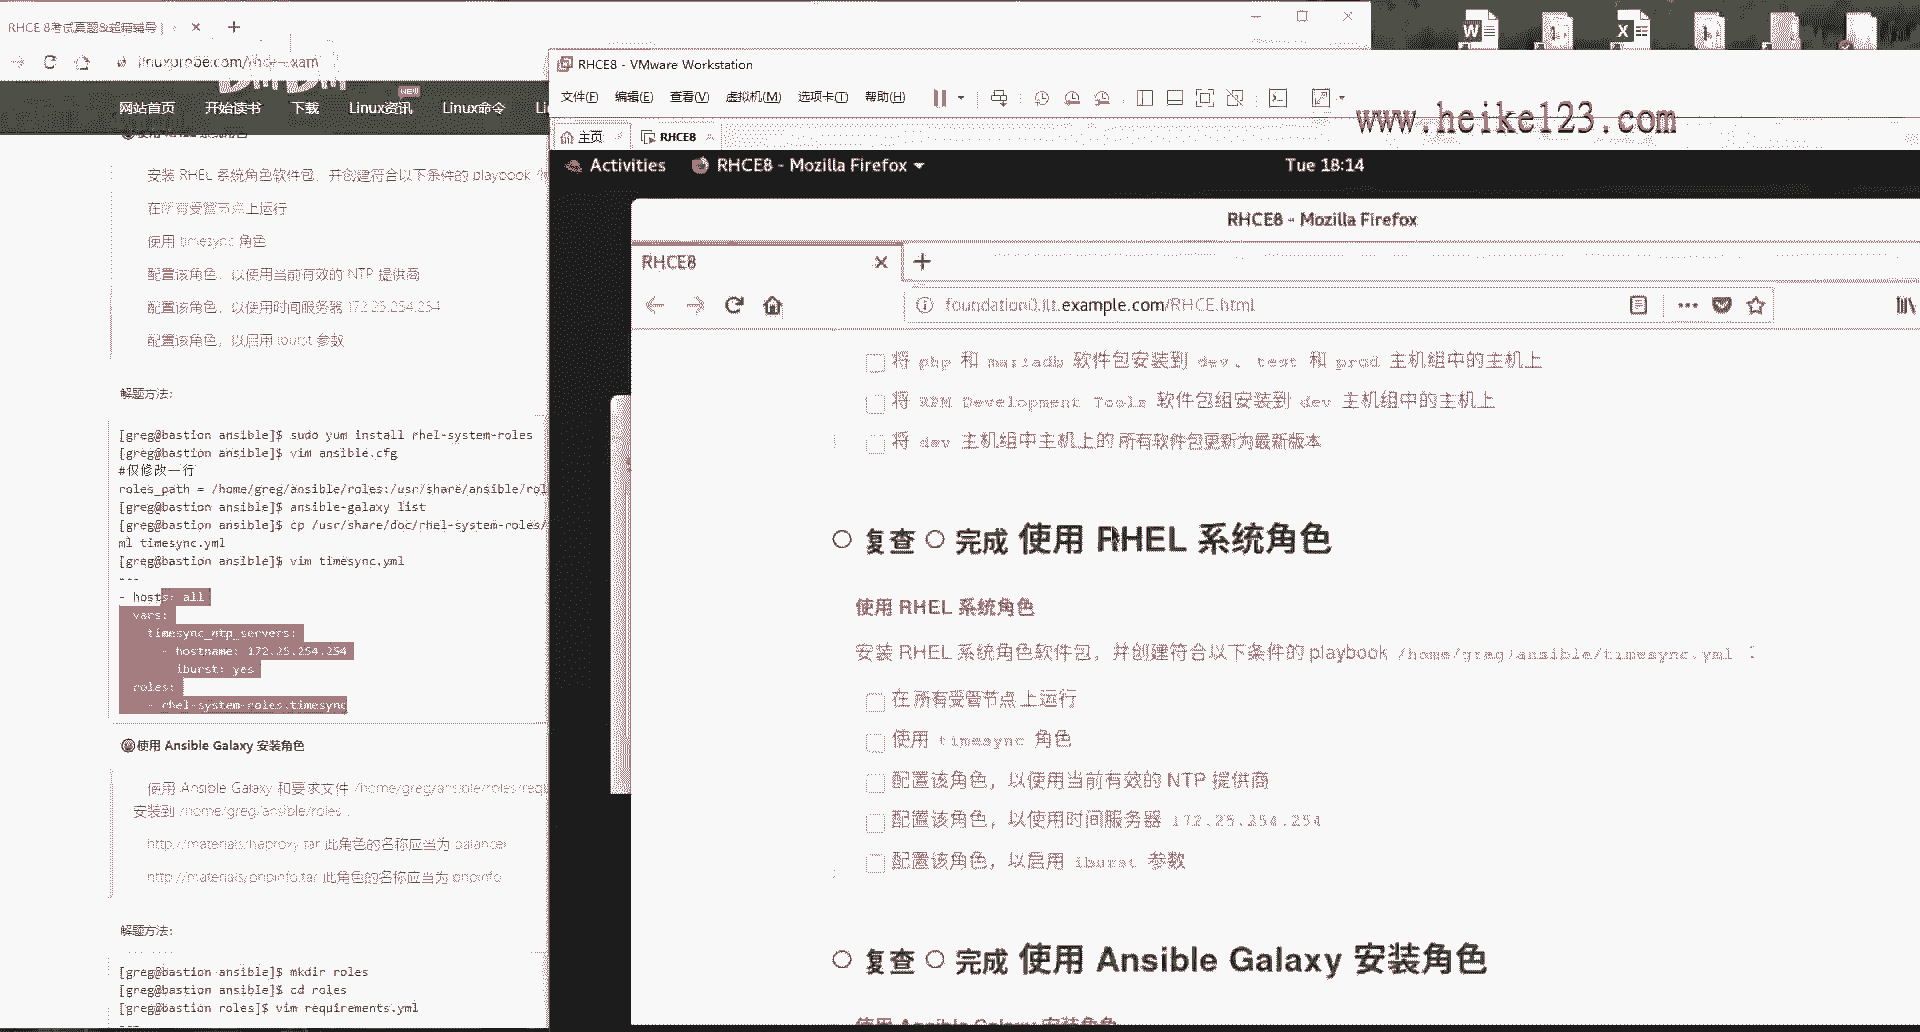 RHCE 8考试真题&超精辅导 |
linuxprobe.com/rhce-exam
网站首页 开始读书 下载 Linux资讯 NEW Linux命令
安装 RHEL 系统角色软件包，并创建符合以下条件的 playbook
在所有受管节点上运行
使用 timesync 角色
配置该角色，以使用当前有效的 NTP 提供商
配置该角色，以使用时间服务器 172.25.254.254
配置该角色，以启用 iburst 参数
解题方法:
[greg@bastion ansible]$ sudo yum install rhel-system-roles
[greg@bastion ansible]$ vim ansible.cfg
#仅修改一行
roles_path = /home/greg/ansible/roles:/usr/share/ansible/rol
[greg@bastion ansible]$ ansible-galaxy list
[greg@bastion ansible]$ cp /usr/share/doc/rhel-system-roles/
ml timesync.yml
[greg@bastion ansible]$ vim timesync.yml
---
- hosts: all
vars:
timesync_ntp_servers:
- hostname: 172.25.254.254
iburst: yes
roles:
- rhel-system-roles.timesync
使用 Ansible Galaxy 安装角色
使用 Ansible Galaxy 和要求文件 /home/greg/ansible/roles/requ
安装到 /home/greg/ansible/roles :
http://materials/haproxy.tar 此角色的名称应当为 balancer
http://materials/phpinfo.tar 此角色的名称应当为 phpinfo
解题方法:
[greg@bastion ansible]$ mkdir roles
[greg@bastion ansible]$ cd roles
[greg@bastion roles]$ vim requirements.yml
---
RHCE8 - VMware Workstation
文件(F) 编辑(E) 查看(V) 虚拟机(M) 选项卡(T) 帮助(H)
www.heike123.com
主页 RHCE8
Activities RHCE8 - Mozilla Firefox Tue 18:14
RHCE8 - Mozilla Firefox
RHCE8
foundation0.ilt.example.com/RHCE.html
将 php 和 mariadb 软件包安装到 dev、test 和 prod 主机组中的主机上
将 RPM Development Tools 软件包组安装到 dev 主机组中的主机上
将 dev 主机组中主机上的 所有软件包更新为最新版本
复查 完成 使用 RHEL 系统角色
使用 RHEL 系统角色
安装 RHEL 系统角色软件包，并创建符合以下条件的 playbook /home/greg/ansible/timesync.yml :
在 所有受管节点 上运行
使用 timesync 角色
配置该角色，以使用当前有效的 NTP 提供商
配置该角色，以使用时间服务器 172.25.254.254
配置该角色，以启用 iburst 参数
复查 完成 使用 Ansible Galaxy 安装角色
使用 Ansible Galaxy 安装角色